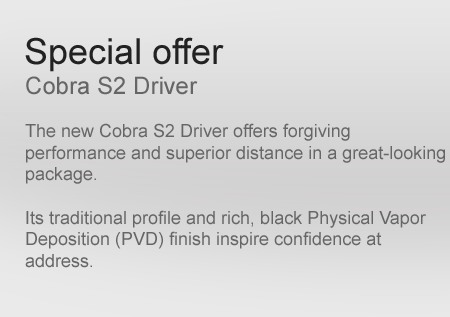 Special offer
Cobra S2 Driver
The new Cobra S2 Driver offers forgiving
performance and superior distance in a great-looking
package.
Its traditional profile and rich, black Physical Vapor
Deposition (PVD) finish inspire confidence at
address.